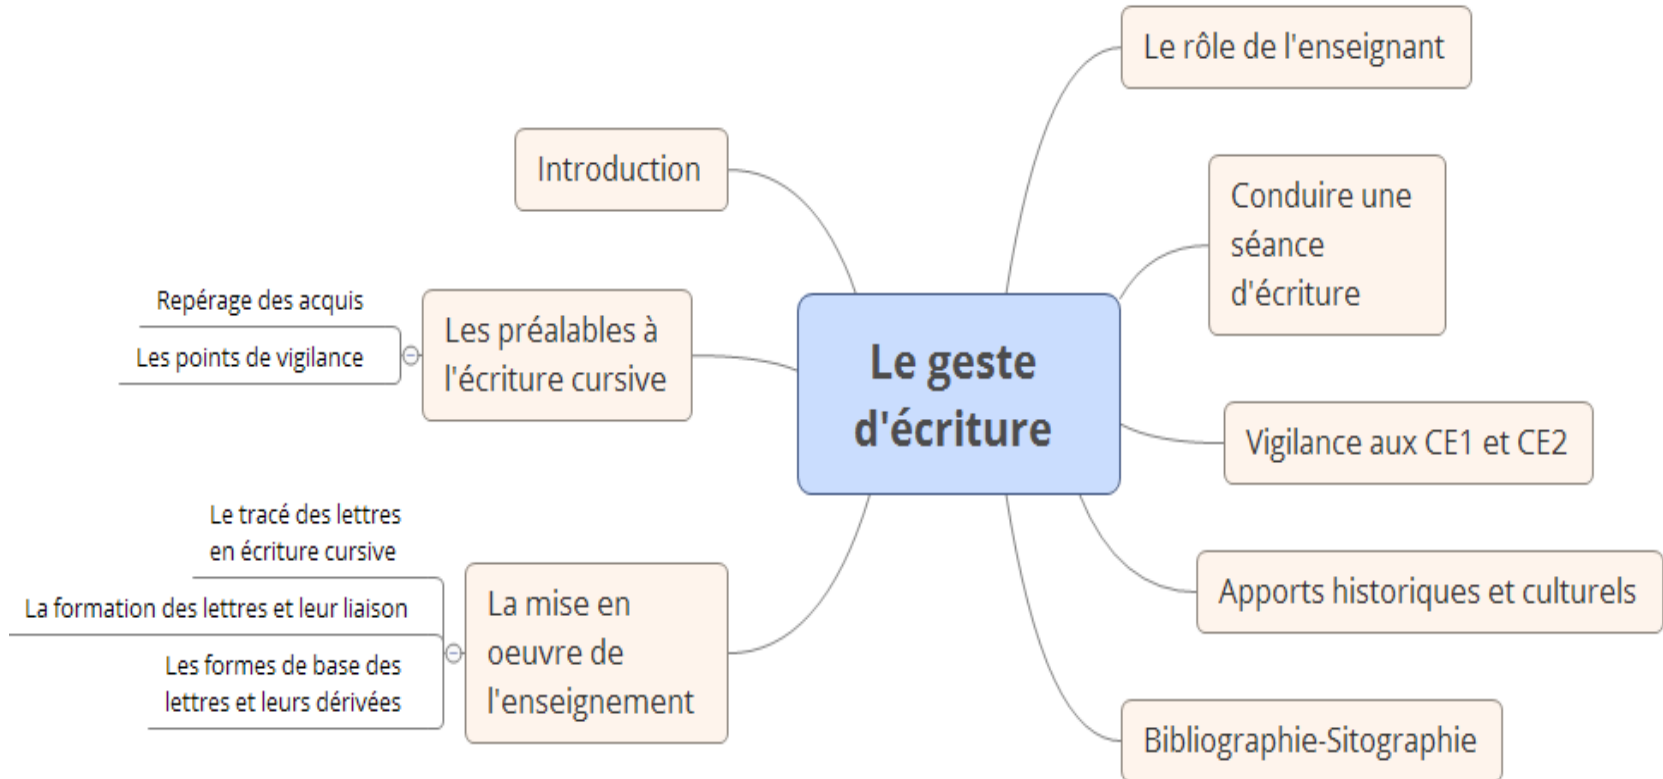 Le geste
d'écriture
Introduction
Les préalables à
l'écriture cursive
Repérage des acquis
Les points de vigilance
La mise en
oeuvre de
l'enseignement
Le tracé des lettres
en écriture cursive
La formation des lettres et leur liaison
Les formes de base des
lettres et leurs dérivées
Le rôle de l'enseignant
Conduire une
séance
d'écriture
Vigilance aux CE1 et CE2
Apports historiques et culturels
Bibliographie-Sitographie